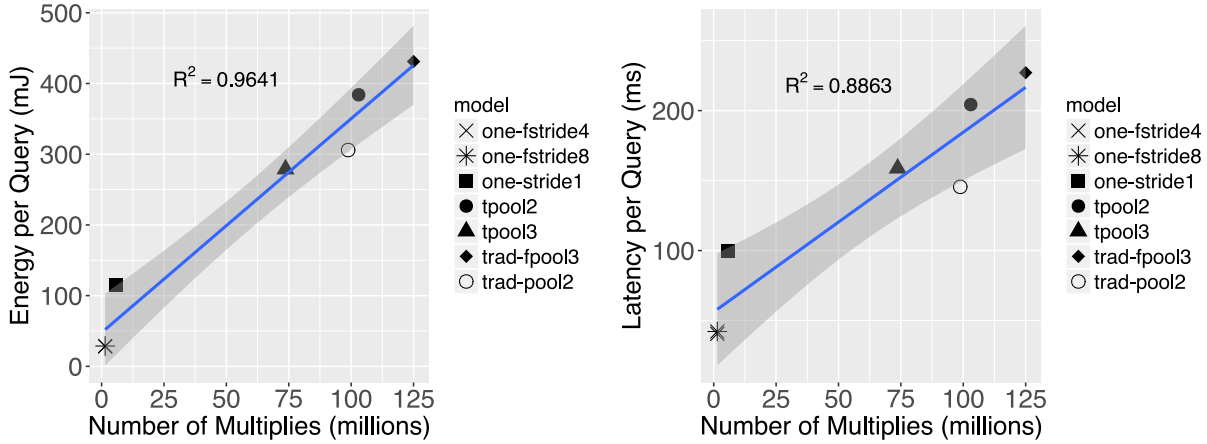 Energy per Query (mJ)
500
400
300
200
100
0
R² = 0.9641
0 25 50 75 100 125
Number of Multiplies (millions)
model
one-fstride4
one-fstride8
one-stride1
tpool2
tpool3
trad-fpool3
trad-pool2
Latency per Query (ms)
200
100
R² = 0.8863
0 25 50 75 100 125
Number of Multiplies (millions)
model
one-fstride4
one-fstride8
one-stride1
tpool2
tpool3
trad-fpool3
trad-pool2